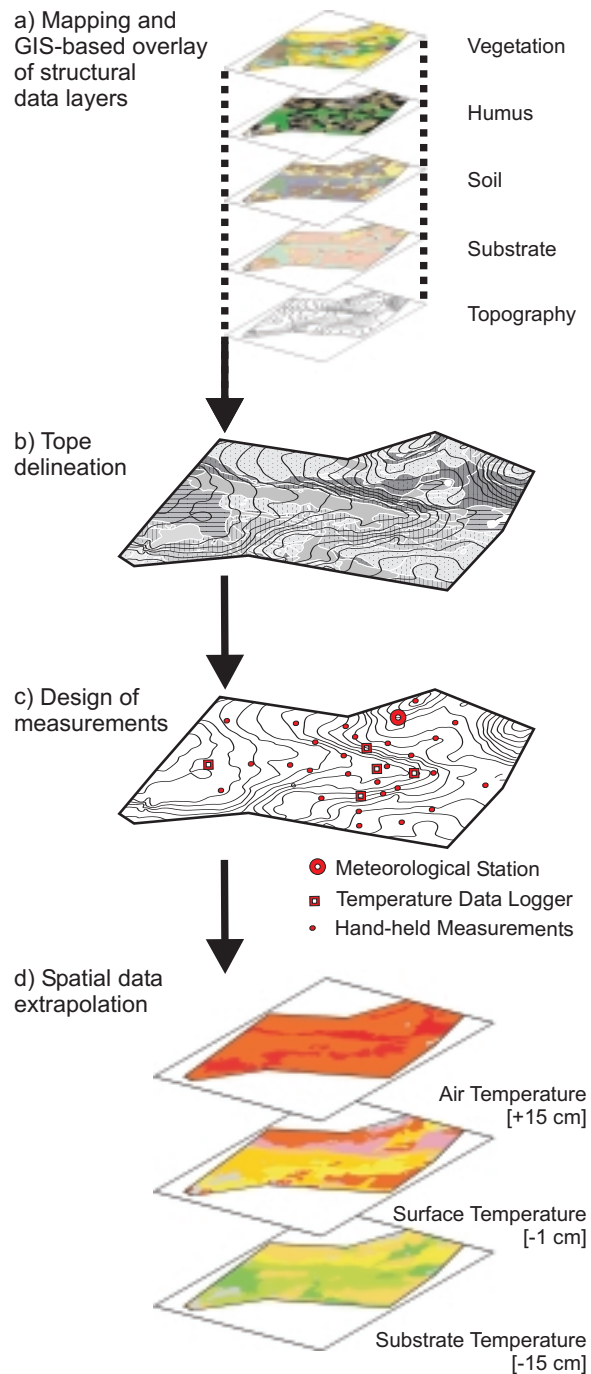 a) Mapping and
GIS-based overlay
of structural
data layers
Vegetation
Humus
Soil
Substrate
Topography
b) Tope
delineation
c) Design of
measurements
Meteorological Station
Temperature Data Logger
Hand-held Measurements
d) Spatial data
extrapolation
Air Temperature
[+15 cm]
Surface Temperature
[-1 cm]
Substrate Temperature
[-15 cm]